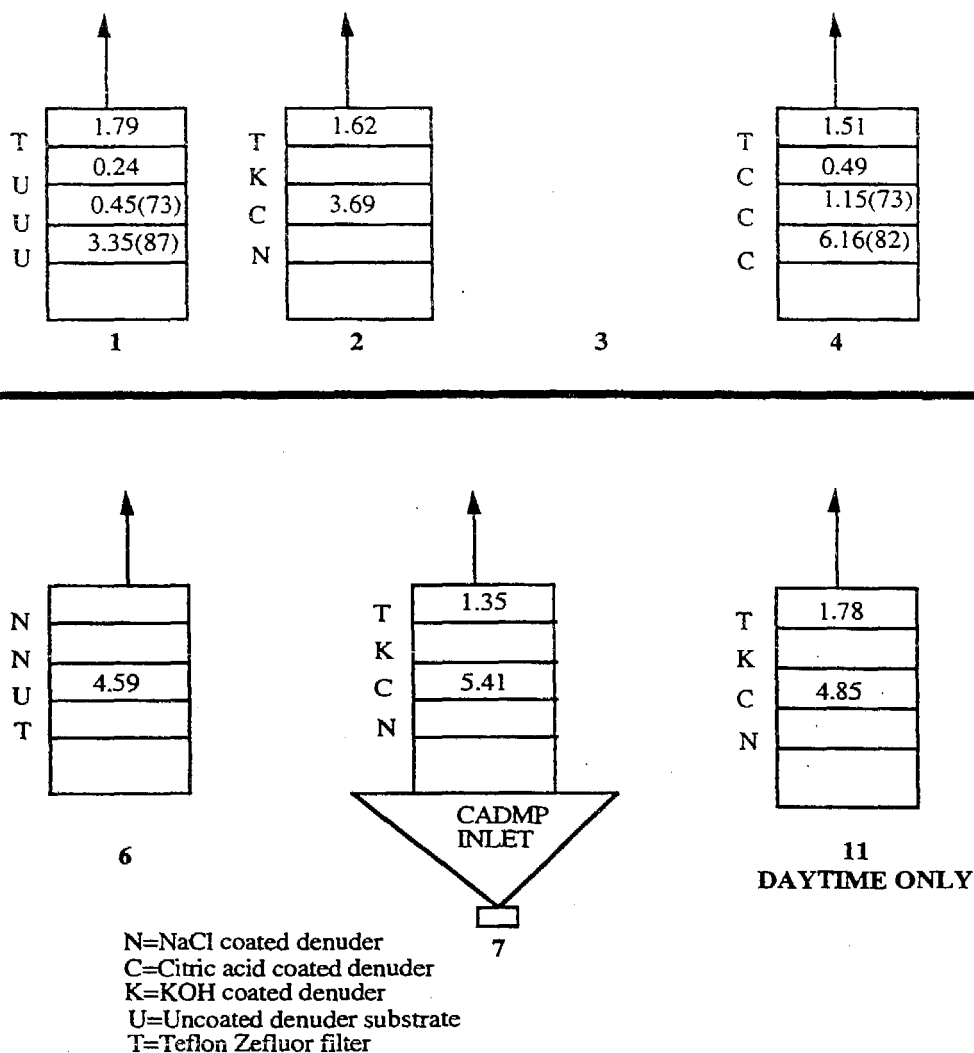 T 1.79 T 1.62 T 1.51
U 0.24 K C 0.49
U 0.45(73) C 3.69 C 1.15(73)
U 3.35(87) N C 6.16(82)
1 2 3 4
N T 1.35 T 1.78
N K K
U 4.59 C 5.41 C 4.85
T N N
CADMP
INLET
6 11
DAYTIME ONLY
7
N=NaCl coated denuder
C=Citric acid coated denuder
K=KOH coated denuder
U=Uncoated denuder substrate
T=Teflon Zefluor filter